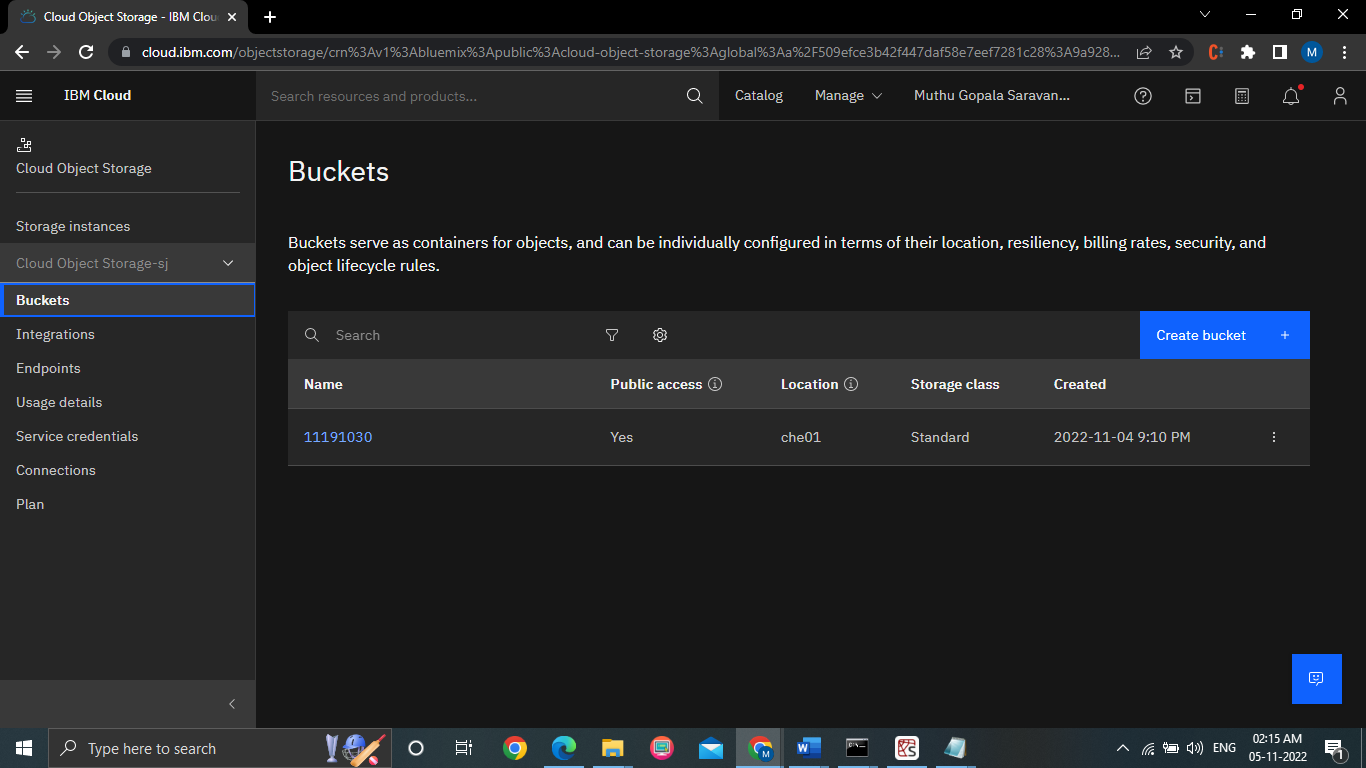 Cloud Object Storage - IBM Clou
cloud.ibm.com/objectstorage/crn%3Av1%3Abluemix%3Apublic%3Acloud-object-storage%3Aglobal%3Aa%2F509efce3b42f447daf58e7eef7281c28%3A9a928...
M
IBM Cloud
Search resources and products...
Catalog
Manage
Muthu Gopala Saravan...
Cloud Object Storage
Storage instances
Cloud Object Storage-sj
Buckets
Integrations
Endpoints
Usage details
Service credentials
Connections
Plan
Buckets
Buckets serve as containers for objects, and can be individually configured in terms of their location, resiliency, billing rates, security, and
object lifecycle rules.
Search
Create bucket +
Name Public access Location Storage class Created
11191030 Yes che01 Standard 2022-11-04 9:10 PM
Type here to search
ENG
02:15 AM
05-11-2022
1